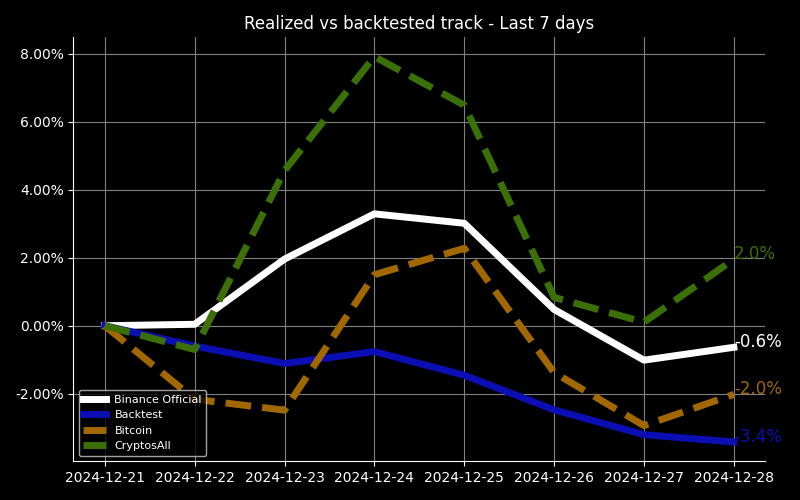 Realized vs backtested track - Last 7 days
8.00%
6.00%
4.00%
2.00%
0.00%
-2.00%
2.0%
-0.6%
-2.0%
-3.4%
Binance Official
Backtest
Bitcoin
CryptosAll
2024-12-21 2024-12-22 2024-12-23 2024-12-24 2024-12-25 2024-12-26 2024-12-27 2024-12-28